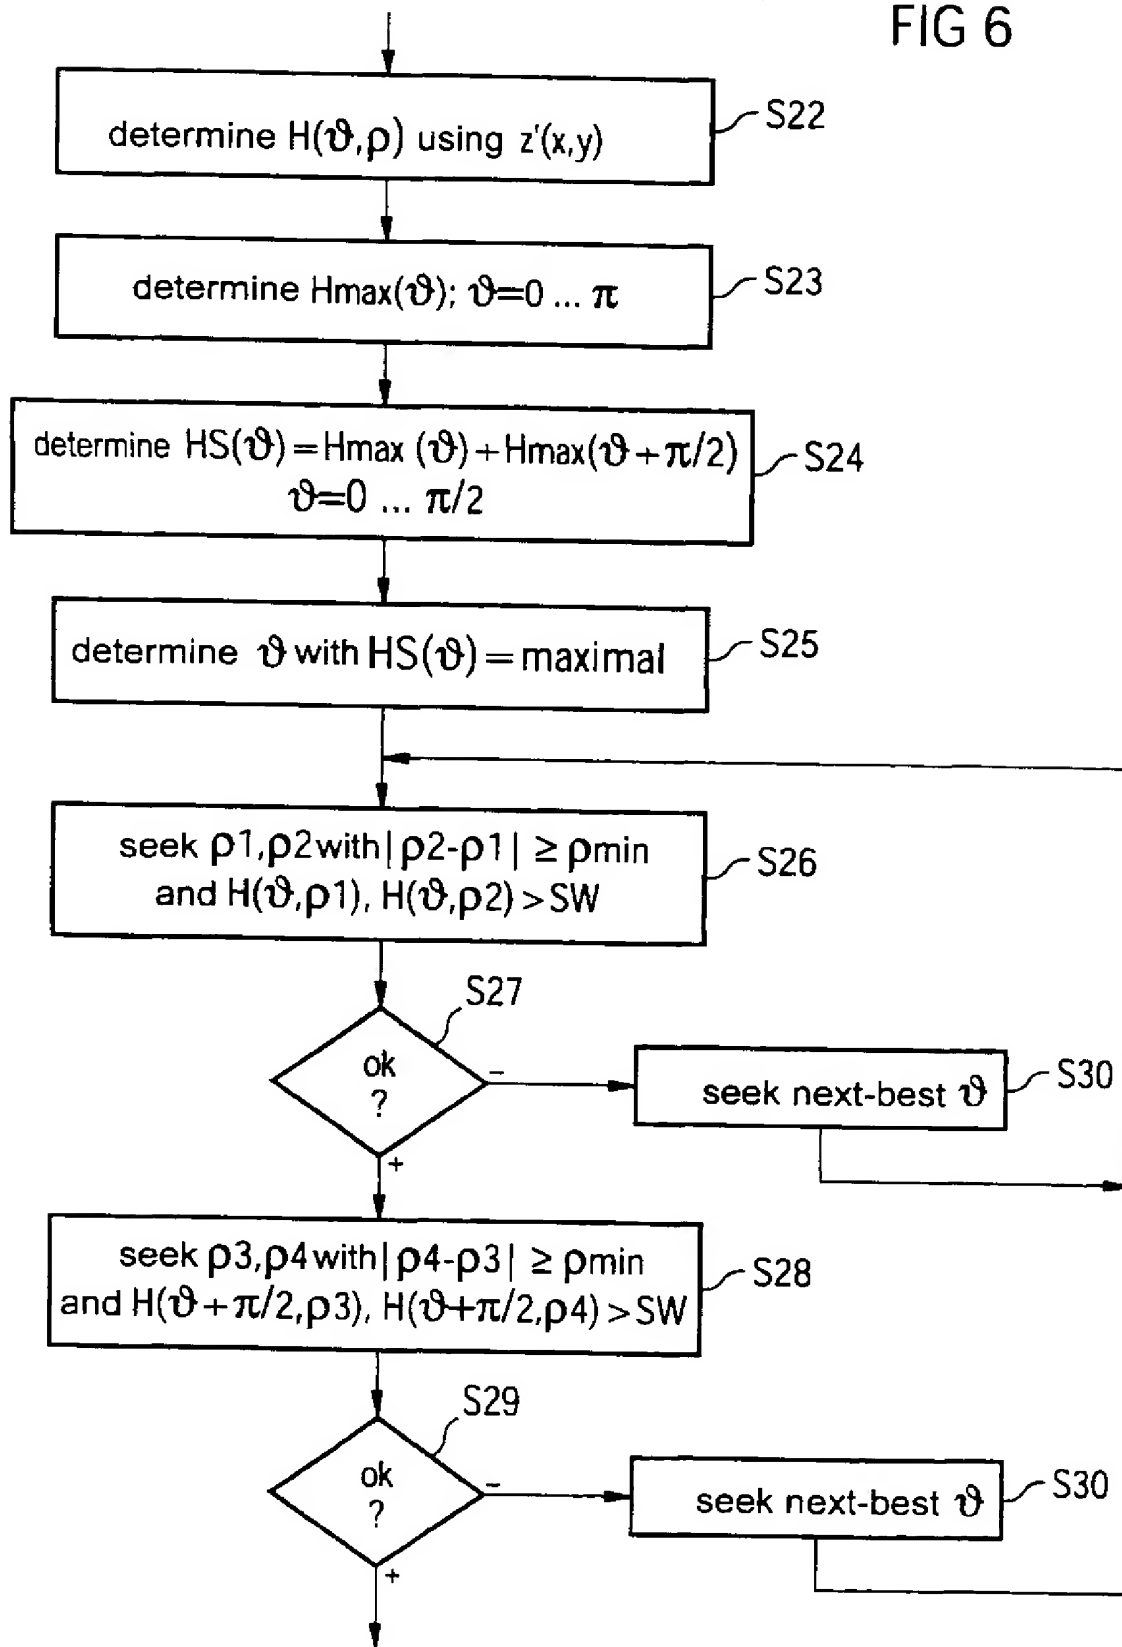 FIG 6
determine H(ϑ,ρ) using z'(x,y)
S22
determine Hmax(ϑ); ϑ=0 ... π
S23
determine HS(ϑ)=Hmax (ϑ)+Hmax(ϑ+π/2)
ϑ=0 ... π/2
S24
determine ϑ with HS(ϑ)=maximal
S25
seek ρ1,ρ2 with|ρ2-ρ1| ≥ ρmin
and H(ϑ,ρ1), H(ϑ,ρ2)>SW
S26
S27
ok
?
-
+
seek next-best ϑ
S30
seek ρ3,ρ4 with|ρ4-ρ3| ≥ ρmin
and H(ϑ+π/2,ρ3), H(ϑ+π/2,ρ4)>SW
S28
S29
ok
?
-
+
seek next-best ϑ
S30